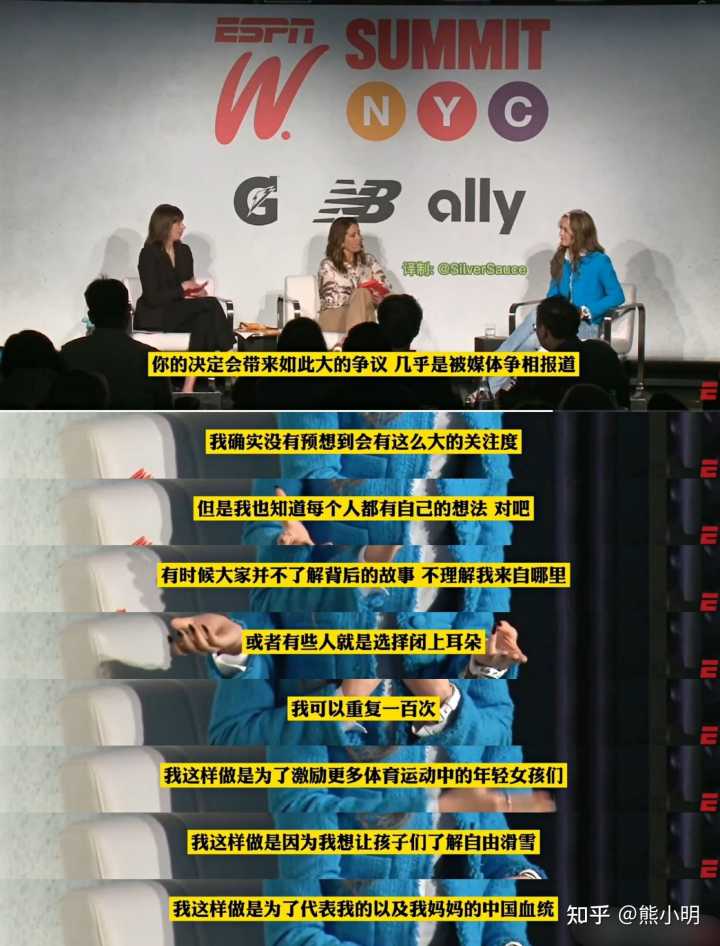 ESPN
W.
SUMMIT
NYC
G
NB
ally
译制: @SilverSauce
你的决定会带来如此大的争议 几乎是被媒体争相报道
我确实没有预想到会有这么大的关注度
但是我也知道每个人都有自己的想法 对吧
有时候大家并不了解背后的故事 不理解我来自哪里
或者有些人就是选择闭上耳朵
我可以重复一百次
我这样做是为了激励更多体育运动中的年轻女孩们
我这样做是因为我想让孩子们了解自由滑雪
我这样做是为了代表我的以及我妈妈的中国血统
知乎 @熊小明